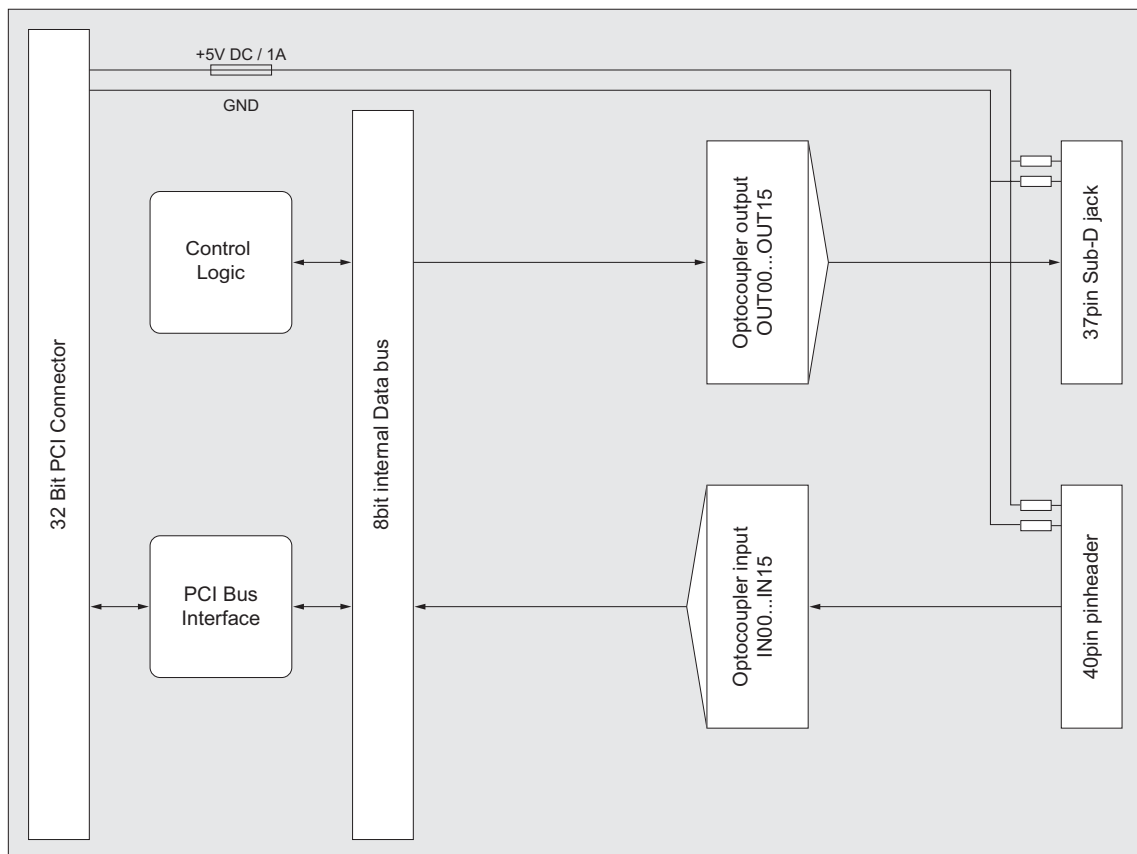 +5V DC / 1A
GND
32 Bit PCI Connector
Control
Logic
PCI Bus
Interface
8bit internal Data bus
Optocoupler output
OUT00...OUT15
Optocoupler input
IN00...IN15
37pin Sub-D jack
40pin pinheader